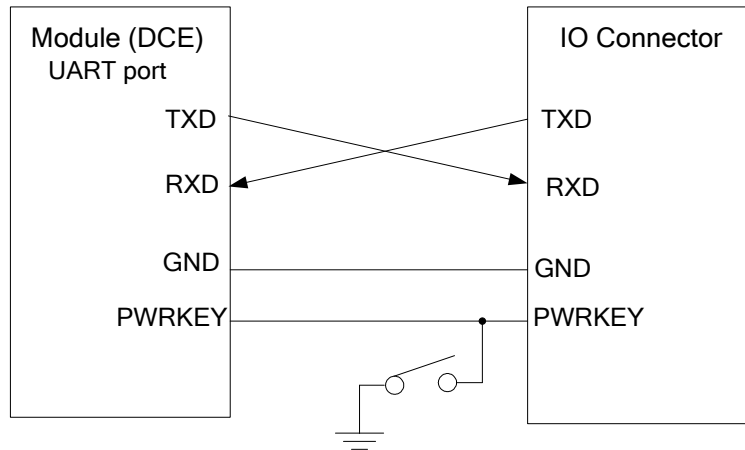 Module (DCE)
UART port
TXD
RXD
GND
PWRKEY
IO Connector
TXD
RXD
GND
PWRKEY